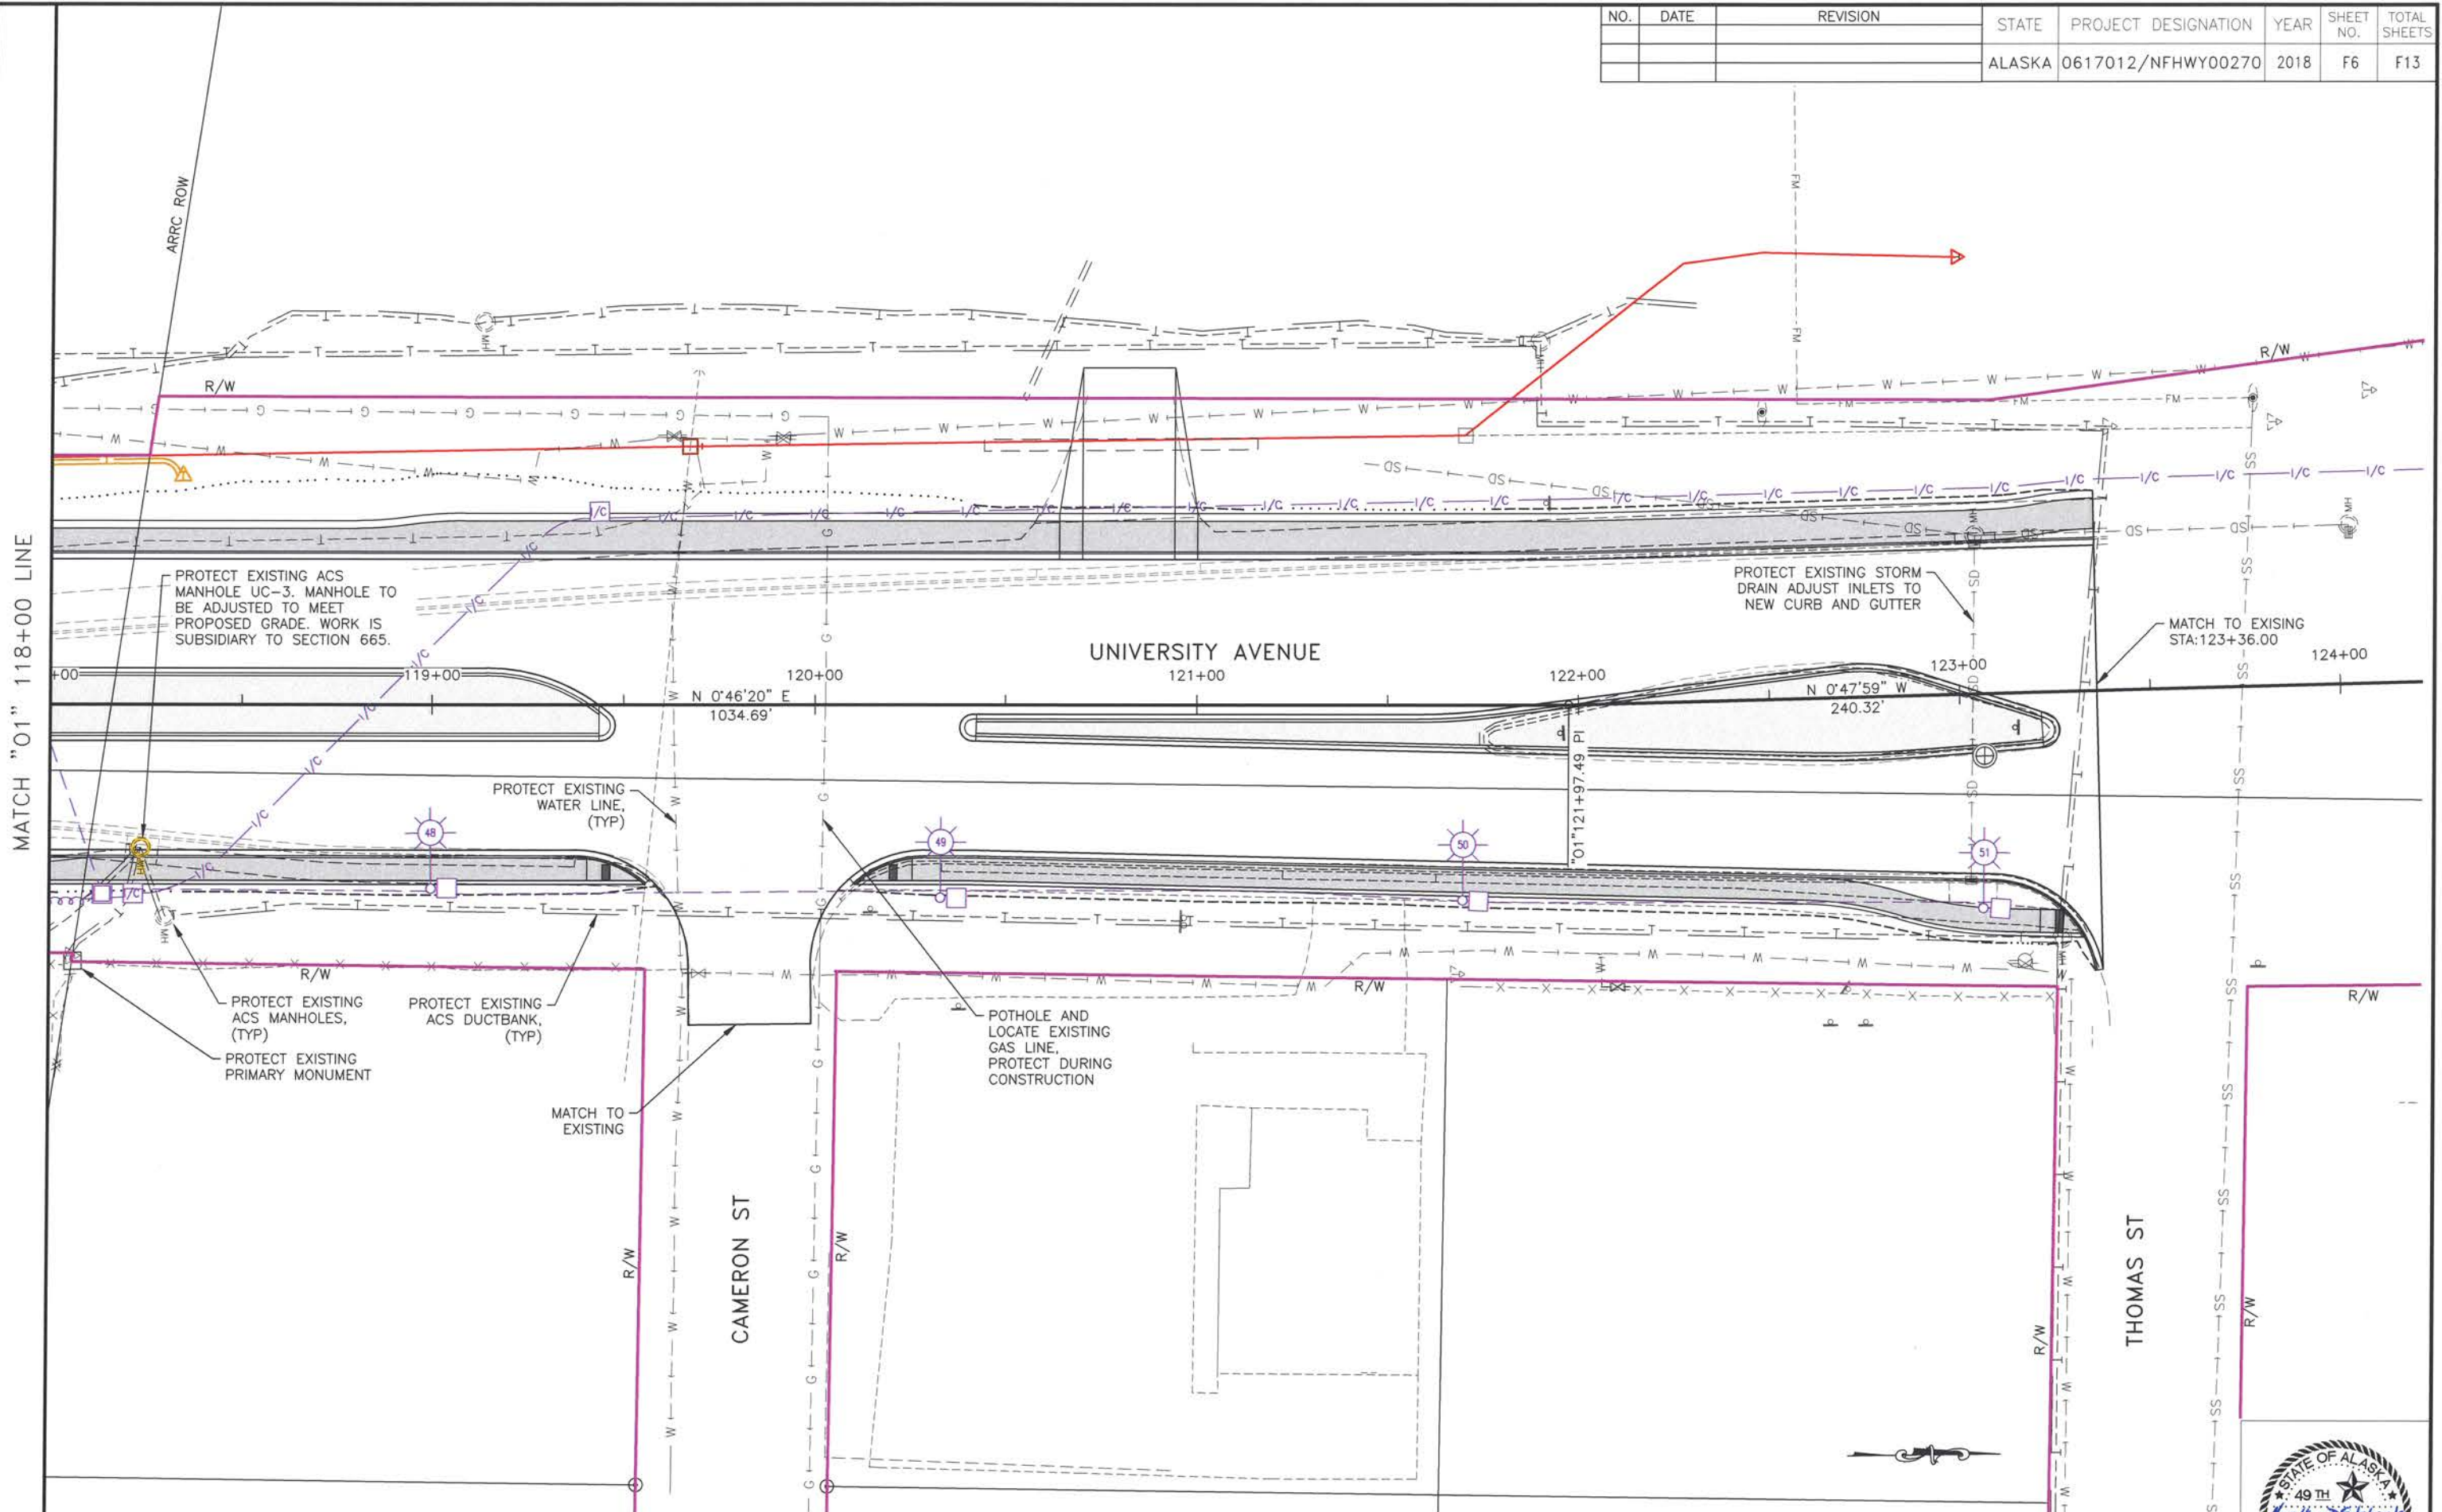 NO.
DATE
REVISION
STATE
PROJECT DESIGNATION
YEAR
SHEET
NO.
TOTAL
SHEETS
ALASKA
0617012/NFHWY00270
2018
F6
F13
ARRC ROW
R/W
R/W
MATCH "01" 118+00 LINE
PROTECT EXISTING ACS
MANHOLE UC-3. MANHOLE TO
BE ADJUSTED TO MEET
PROPOSED GRADE. WORK IS
SUBSIDIARY TO SECTION 665.
PROTECT EXISTING STORM
DRAIN ADJUST INLETS TO
NEW CURB AND GUTTER
MATCH TO EXISING
STA:123+36.00
UNIVERSITY AVENUE
+00
119+00
120+00
121+00
122+00
123+00
124+00
N 0°46'20" E
1034.69'
N 0°47'59" W
240.32'
"01"121+97.49 PI
PROTECT EXISTING
WATER LINE,
(TYP)
48
49
50
51
R/W
R/W
R/W
PROTECT EXISTING
ACS MANHOLES,
(TYP)
PROTECT EXISTING
ACS DUCTBANK,
(TYP)
PROTECT EXISTING
PRIMARY MONUMENT
POTHOLE AND
LOCATE EXISTING
GAS LINE,
PROTECT DURING
CONSTRUCTION
MATCH TO
EXISTING
R/W
CAMERON ST
R/W
R/W
THOMAS ST
R/W
STATE OF ALASKA
49 TH